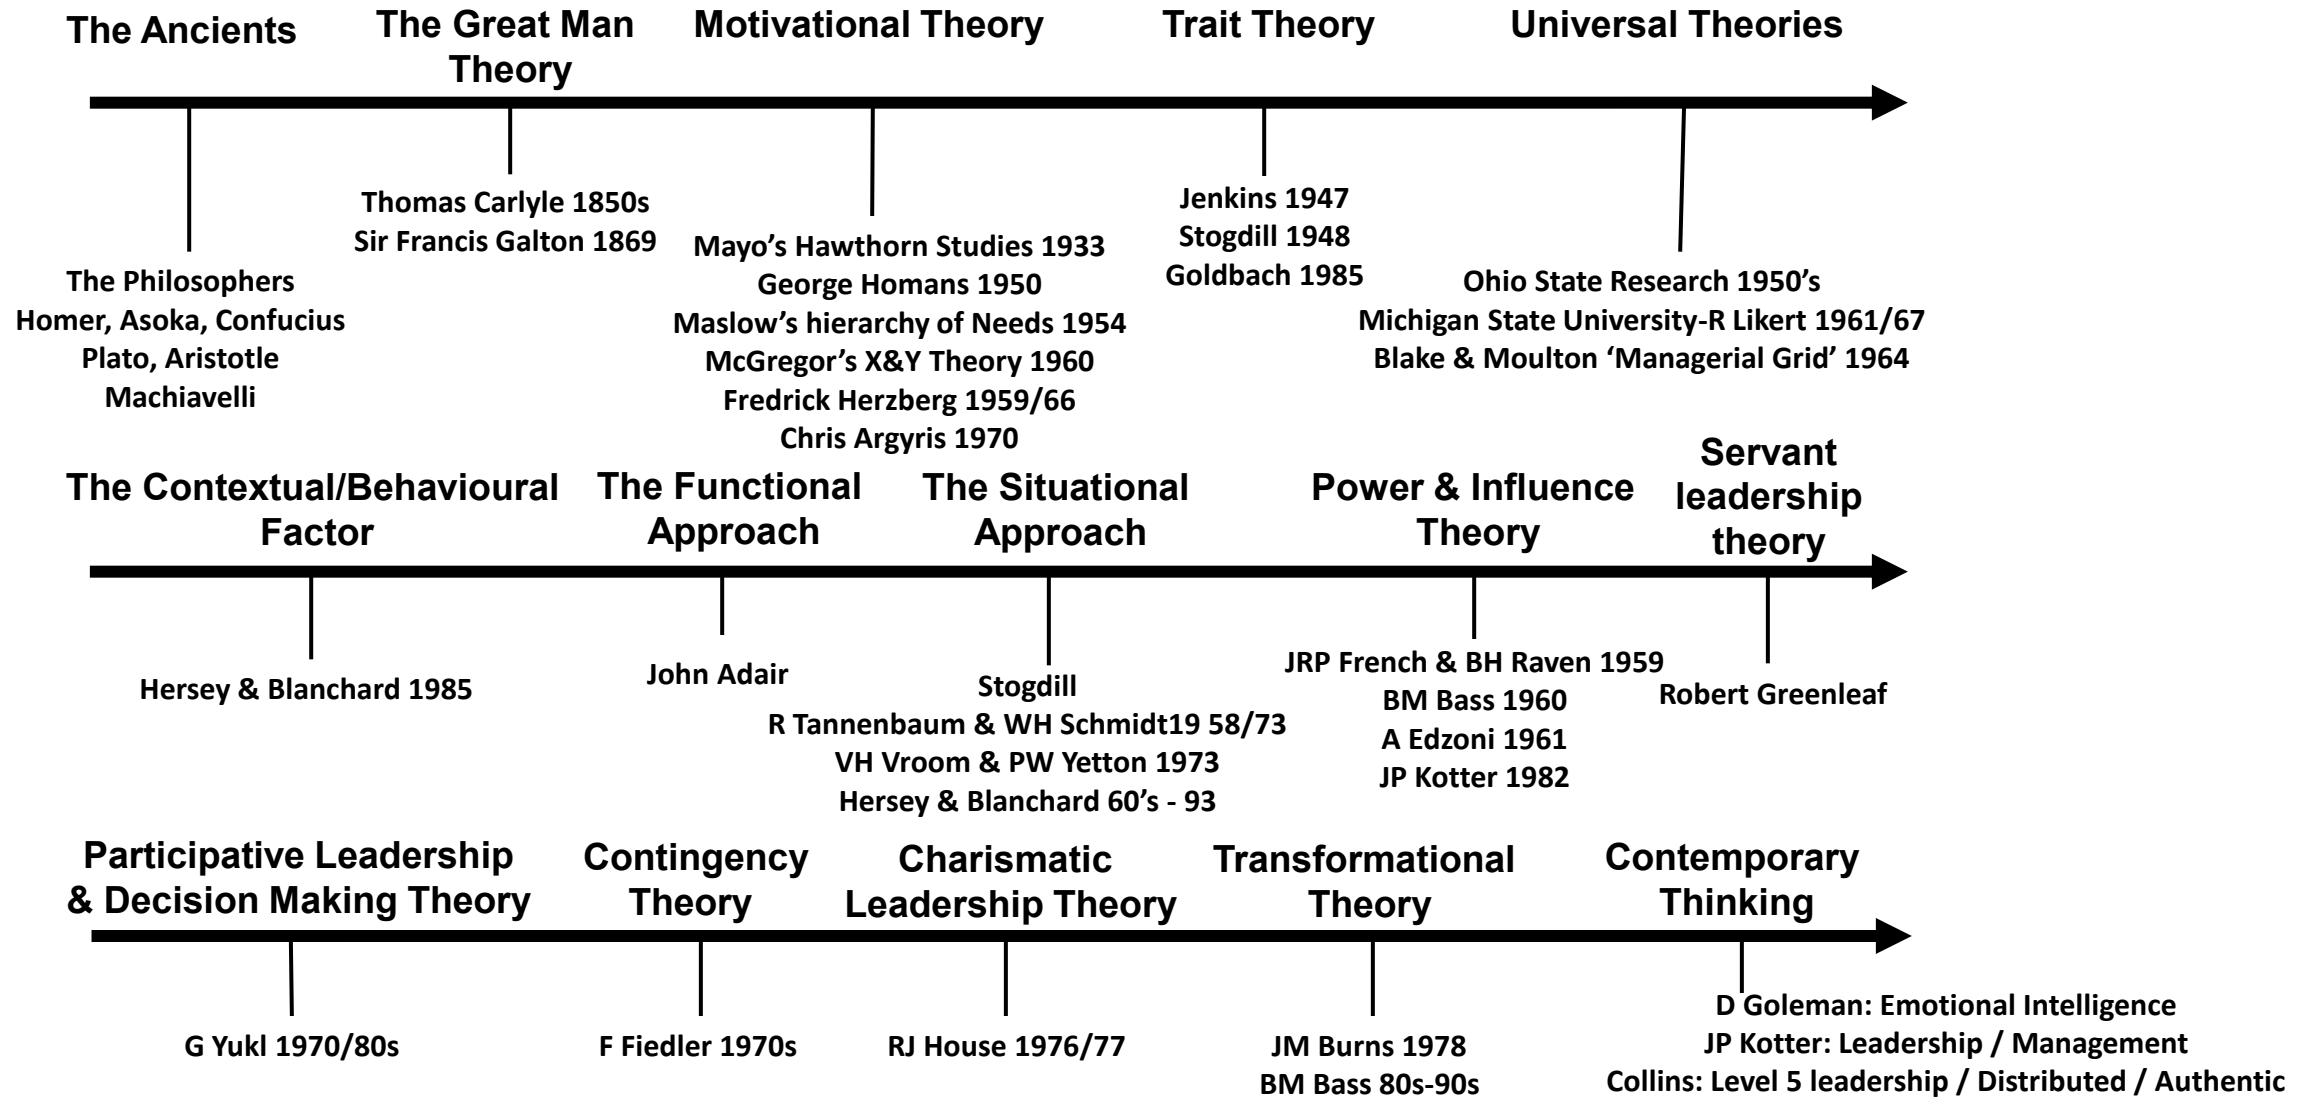 The Ancients
The Great Man
Theory
Motivational Theory
Trait Theory
Universal Theories
The Philosophers
Homer, Asoka, Confucius
Plato, Aristotle
Machiavelli
Thomas Carlyle 1850s
Sir Francis Galton 1869
Mayo’s Hawthorn Studies 1933
George Homans 1950
Maslow’s hierarchy of Needs 1954
McGregor’s X&Y Theory 1960
Fredrick Herzberg 1959/66
Chris Argyris 1970
Jenkins 1947
Stogdill 1948
Goldbach 1985
Ohio State Research 1950’s
Michigan State University-R Likert 1961/67
Blake & Moulton ‘Managerial Grid’ 1964
The Contextual/Behavioural
Factor
The Functional
Approach
The Situational
Approach
Power & Influence
Theory
Servant
leadership
theory
Hersey & Blanchard 1985
John Adair
Stogdill
R Tannenbaum & WH Schmidt19 58/73
VH Vroom & PW Yetton 1973
Hersey & Blanchard 60’s - 93
JRP French & BH Raven 1959
BM Bass 1960
A Edzoni 1961
JP Kotter 1982
Robert Greenleaf
Participative Leadership
& Decision Making Theory
Contingency
Theory
Charismatic
Leadership Theory
Transformational
Theory
Contemporary
Thinking
G Yukl 1970/80s
F Fiedler 1970s
RJ House 1976/77
JM Burns 1978
BM Bass 80s-90s
D Goleman: Emotional Intelligence
JP Kotter: Leadership / Management
Collins: Level 5 leadership / Distributed / Authentic